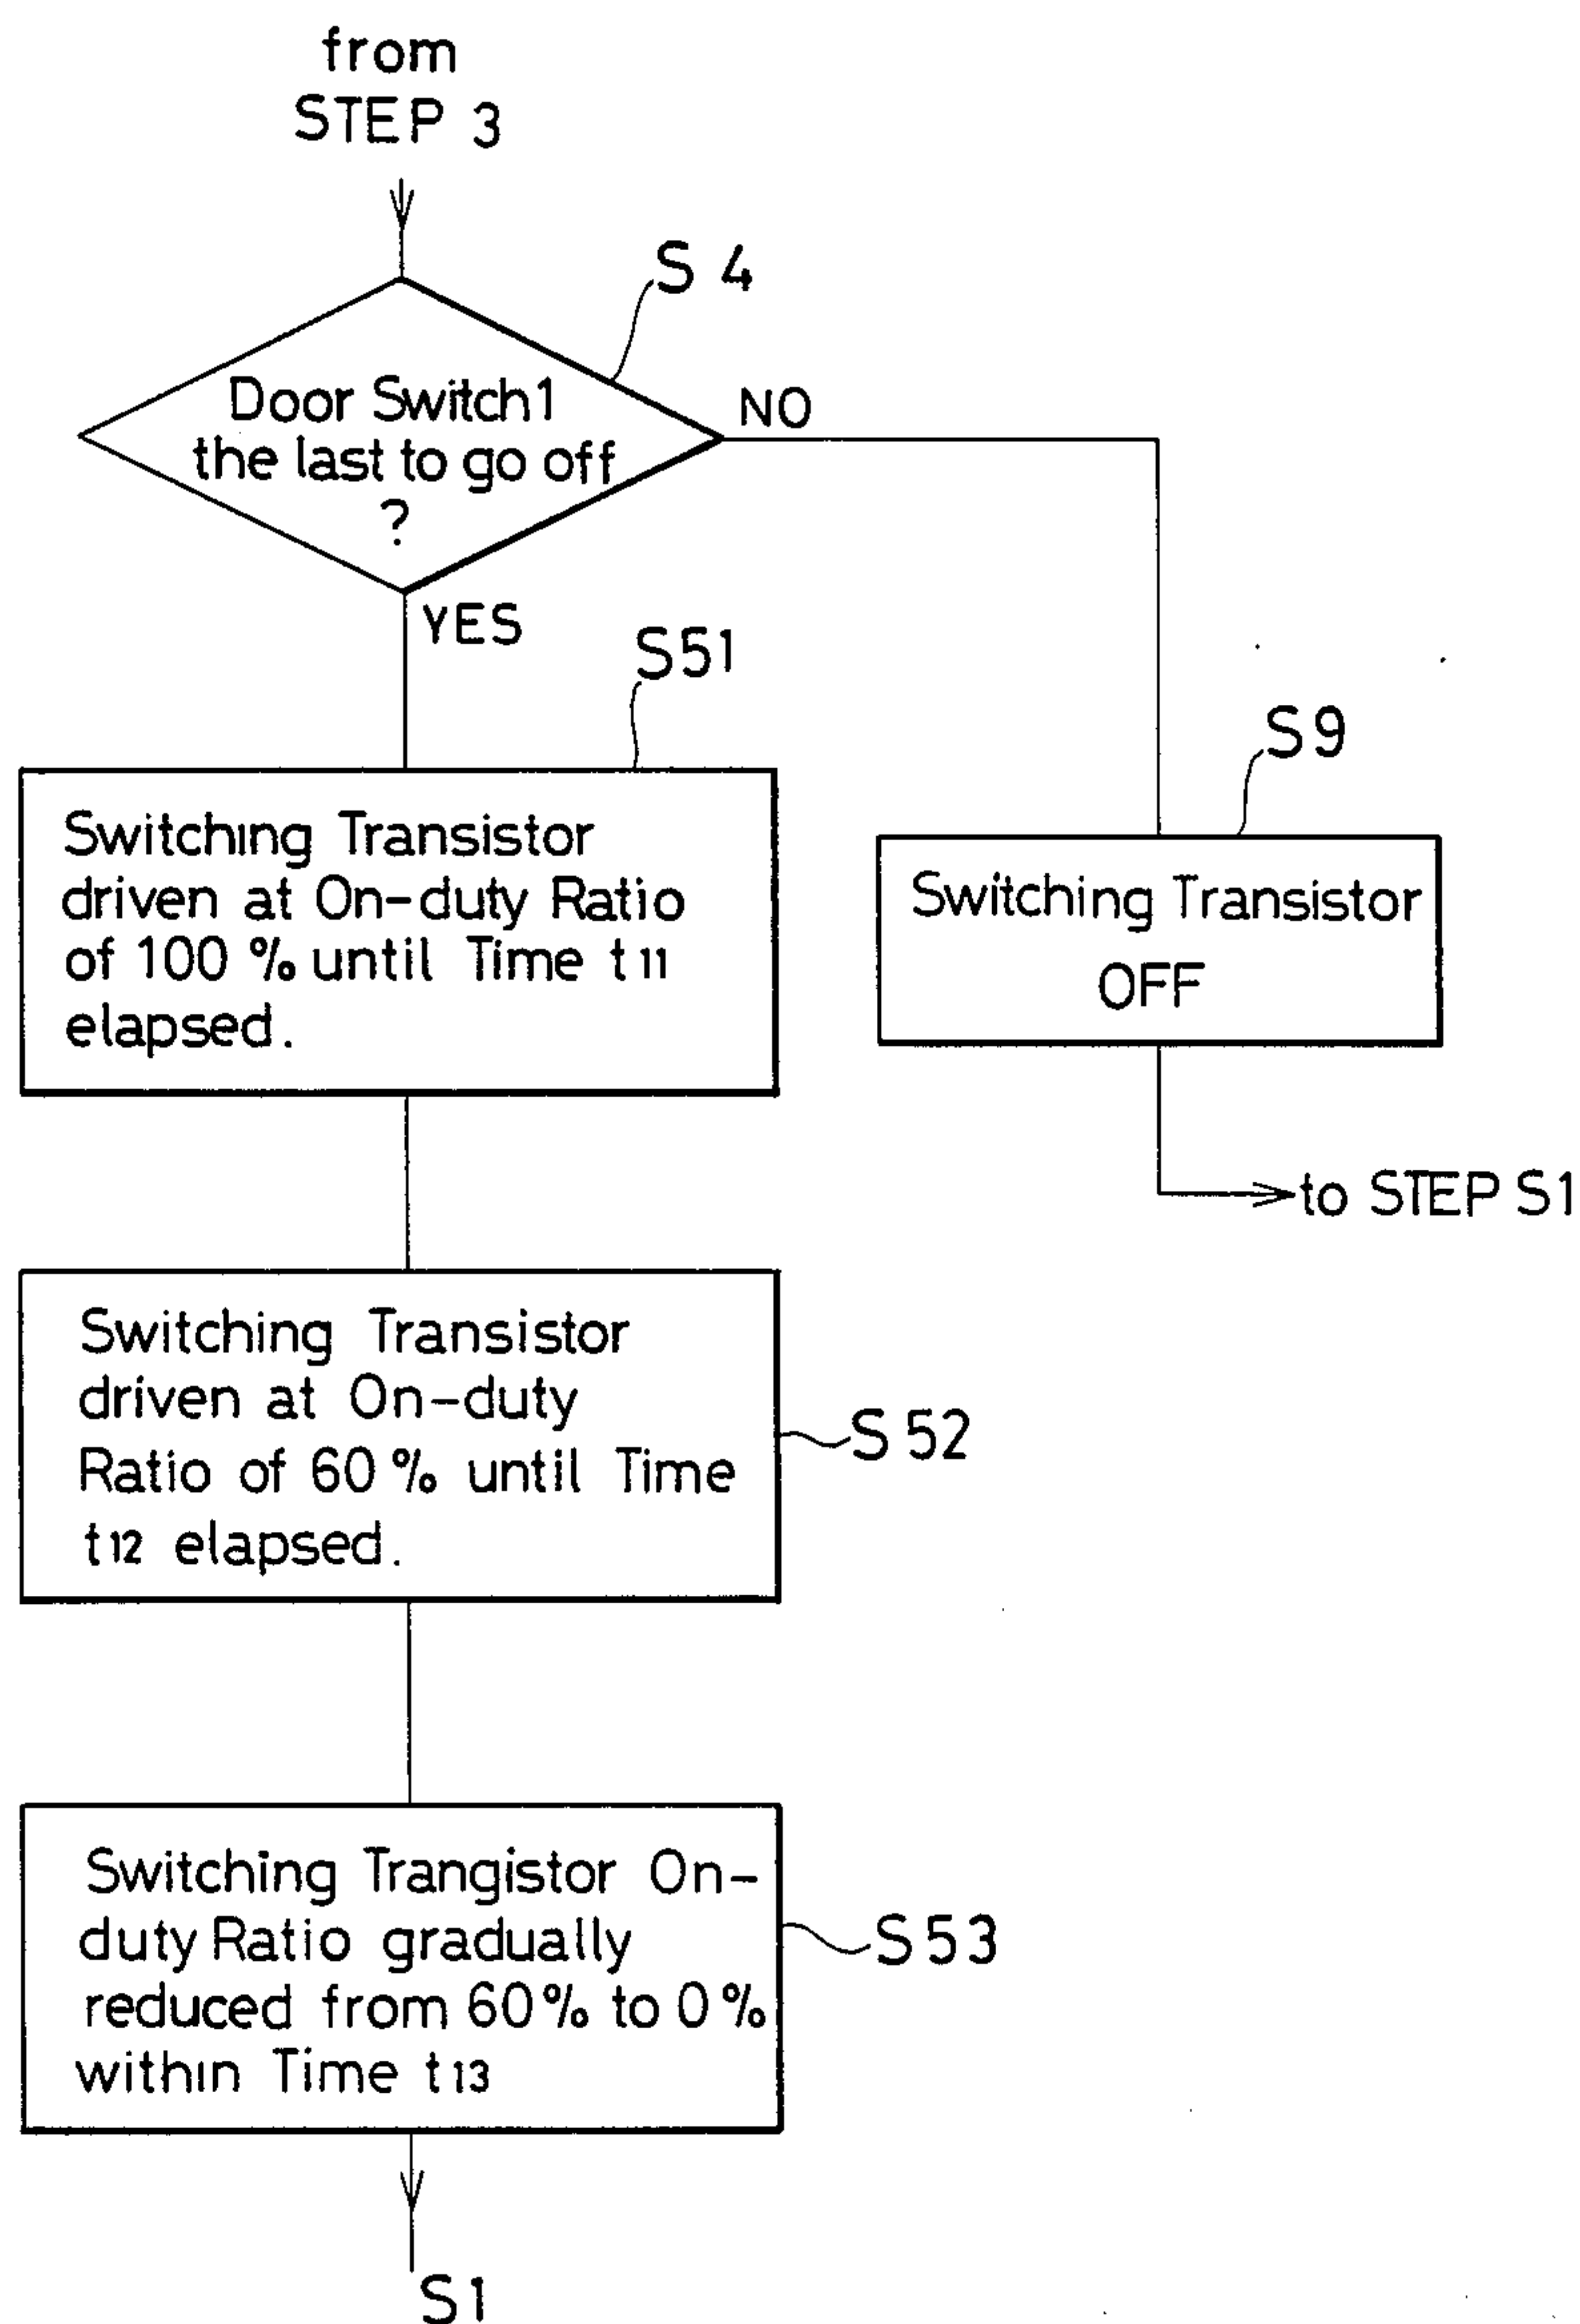 from
STEP 3
S 4
Door Switch1
the last to go off
?
NO
YES
S51
Switching Transistor
driven at On-duty Ratio
of 100 % until Time t11
elapsed.
S9
Switching Transistor
OFF
to STEP S1
Switching Transistor
driven at On-duty
Ratio of 60 % until Time
t12 elapsed.
S 52
Switching Trangistor On-
duty Ratio gradually
reduced from 60% to 0%
within Time t13
S 53
S1